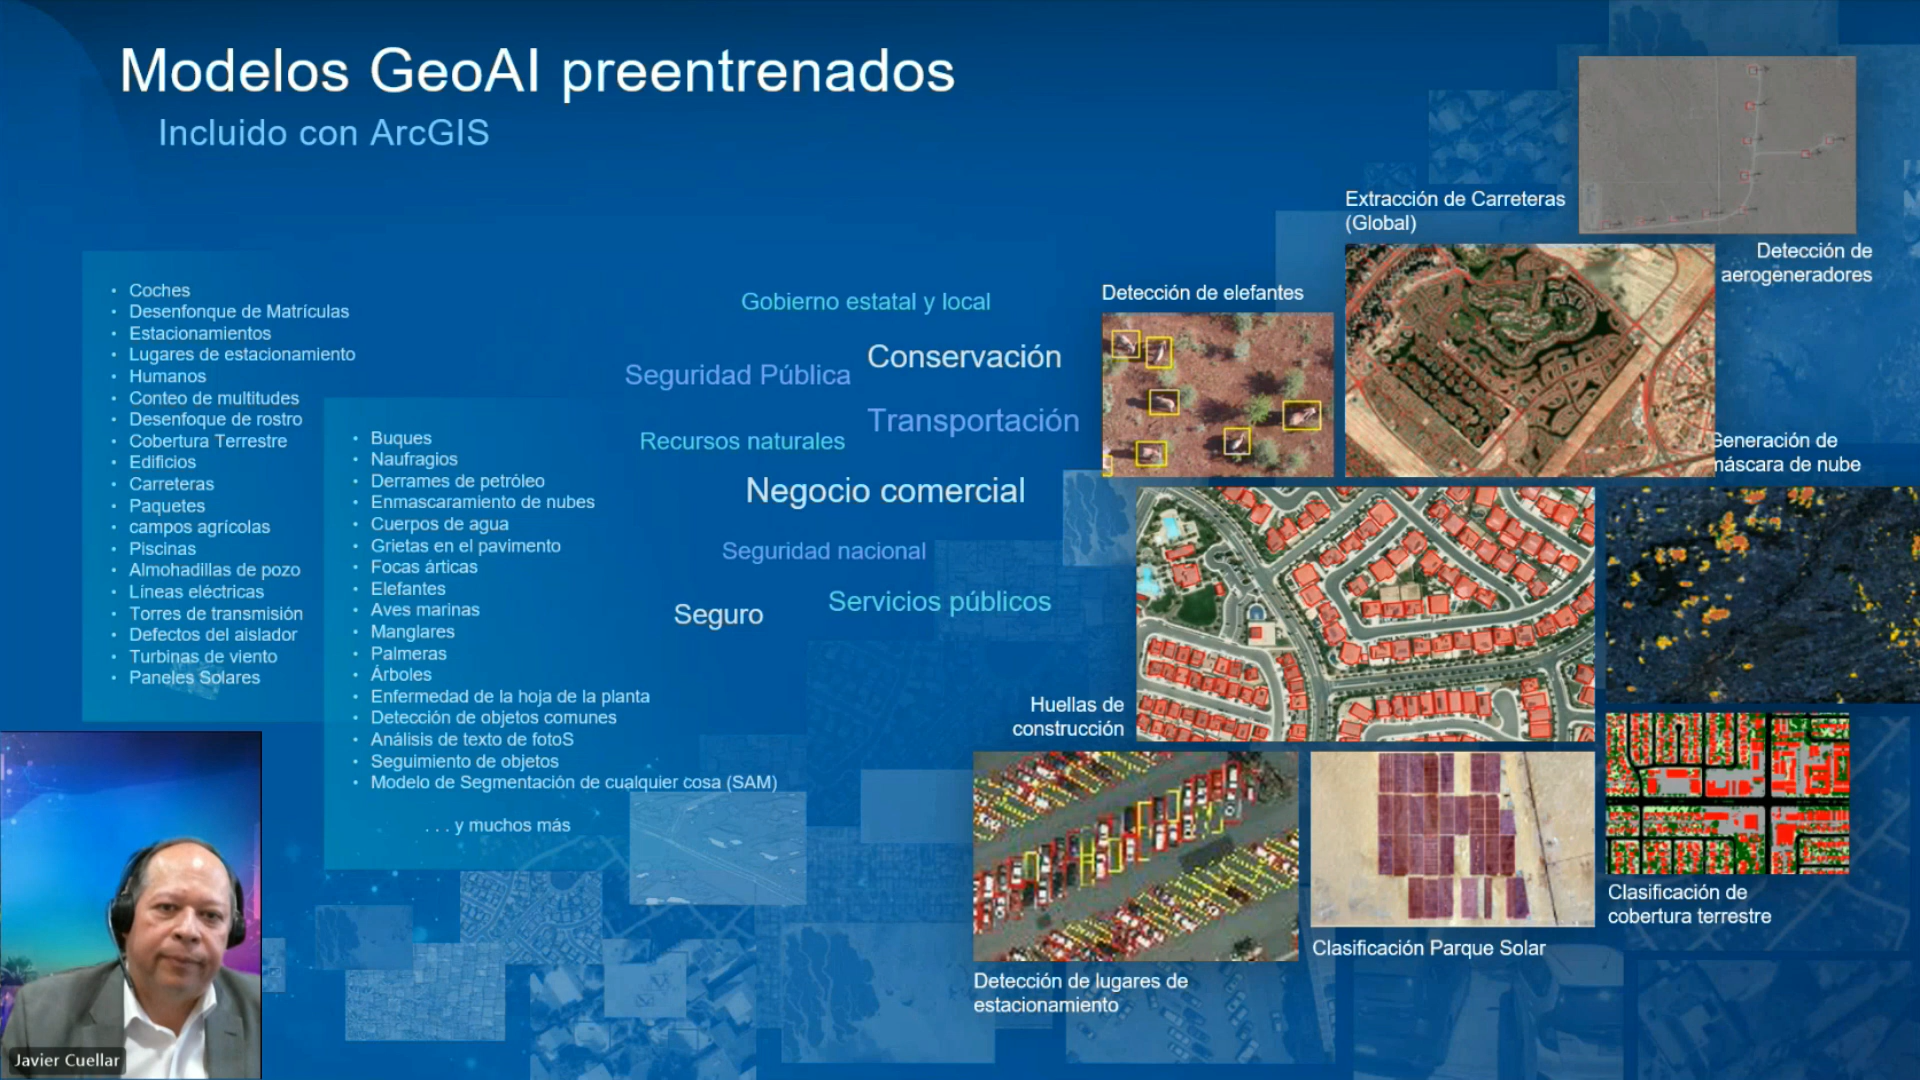 Modelos GeoAI preentrenados
Incluido con ArcGIS
• Coches
• Desenfonque de Matrículas
• Estacionamientos
• Lugares de estacionamiento
• Humanos
• Conteo de multitudes
• Desenfoque de rostro
• Cobertura Terrestre
• Edificios
• Carreteras
• Paquetes
• campos agrícolas
• Piscinas
• Almohadillas de pozo
• Líneas eléctricas
• Torres de transmisión
• Defectos del aislador
• Turbinas de viento
• Paneles Solares
• Buques
• Naufragios
• Derrames de petróleo
• Enmascaramiento de nubes
• Cuerpos de agua
• Grietas en el pavimento
• Focas árticas
• Elefantes
• Aves marinas
• Manglares
• Palmeras
• Árboles
• Enfermedad de la hoja de la planta
• Detección de objetos comunes
• Análisis de texto de fotoS
• Seguimiento de objetos
• Modelo de Segmentación de cualquier cosa (SAM)
. . . y muchos más
Gobierno estatal y local
Conservación
Seguridad Pública
Transportación
Recursos naturales
Negocio comercial
Seguridad nacional
Servicios públicos
Seguro
Extracción de Carreteras
(Global)
Detección de
aerogeneradores
Detección de elefantes
Generación de
máscara de nube
Huellas de
construcción
Clasificación de
cobertura terrestre
Clasificación Parque Solar
Detección de lugares de
estacionamiento
Javier Cuellar